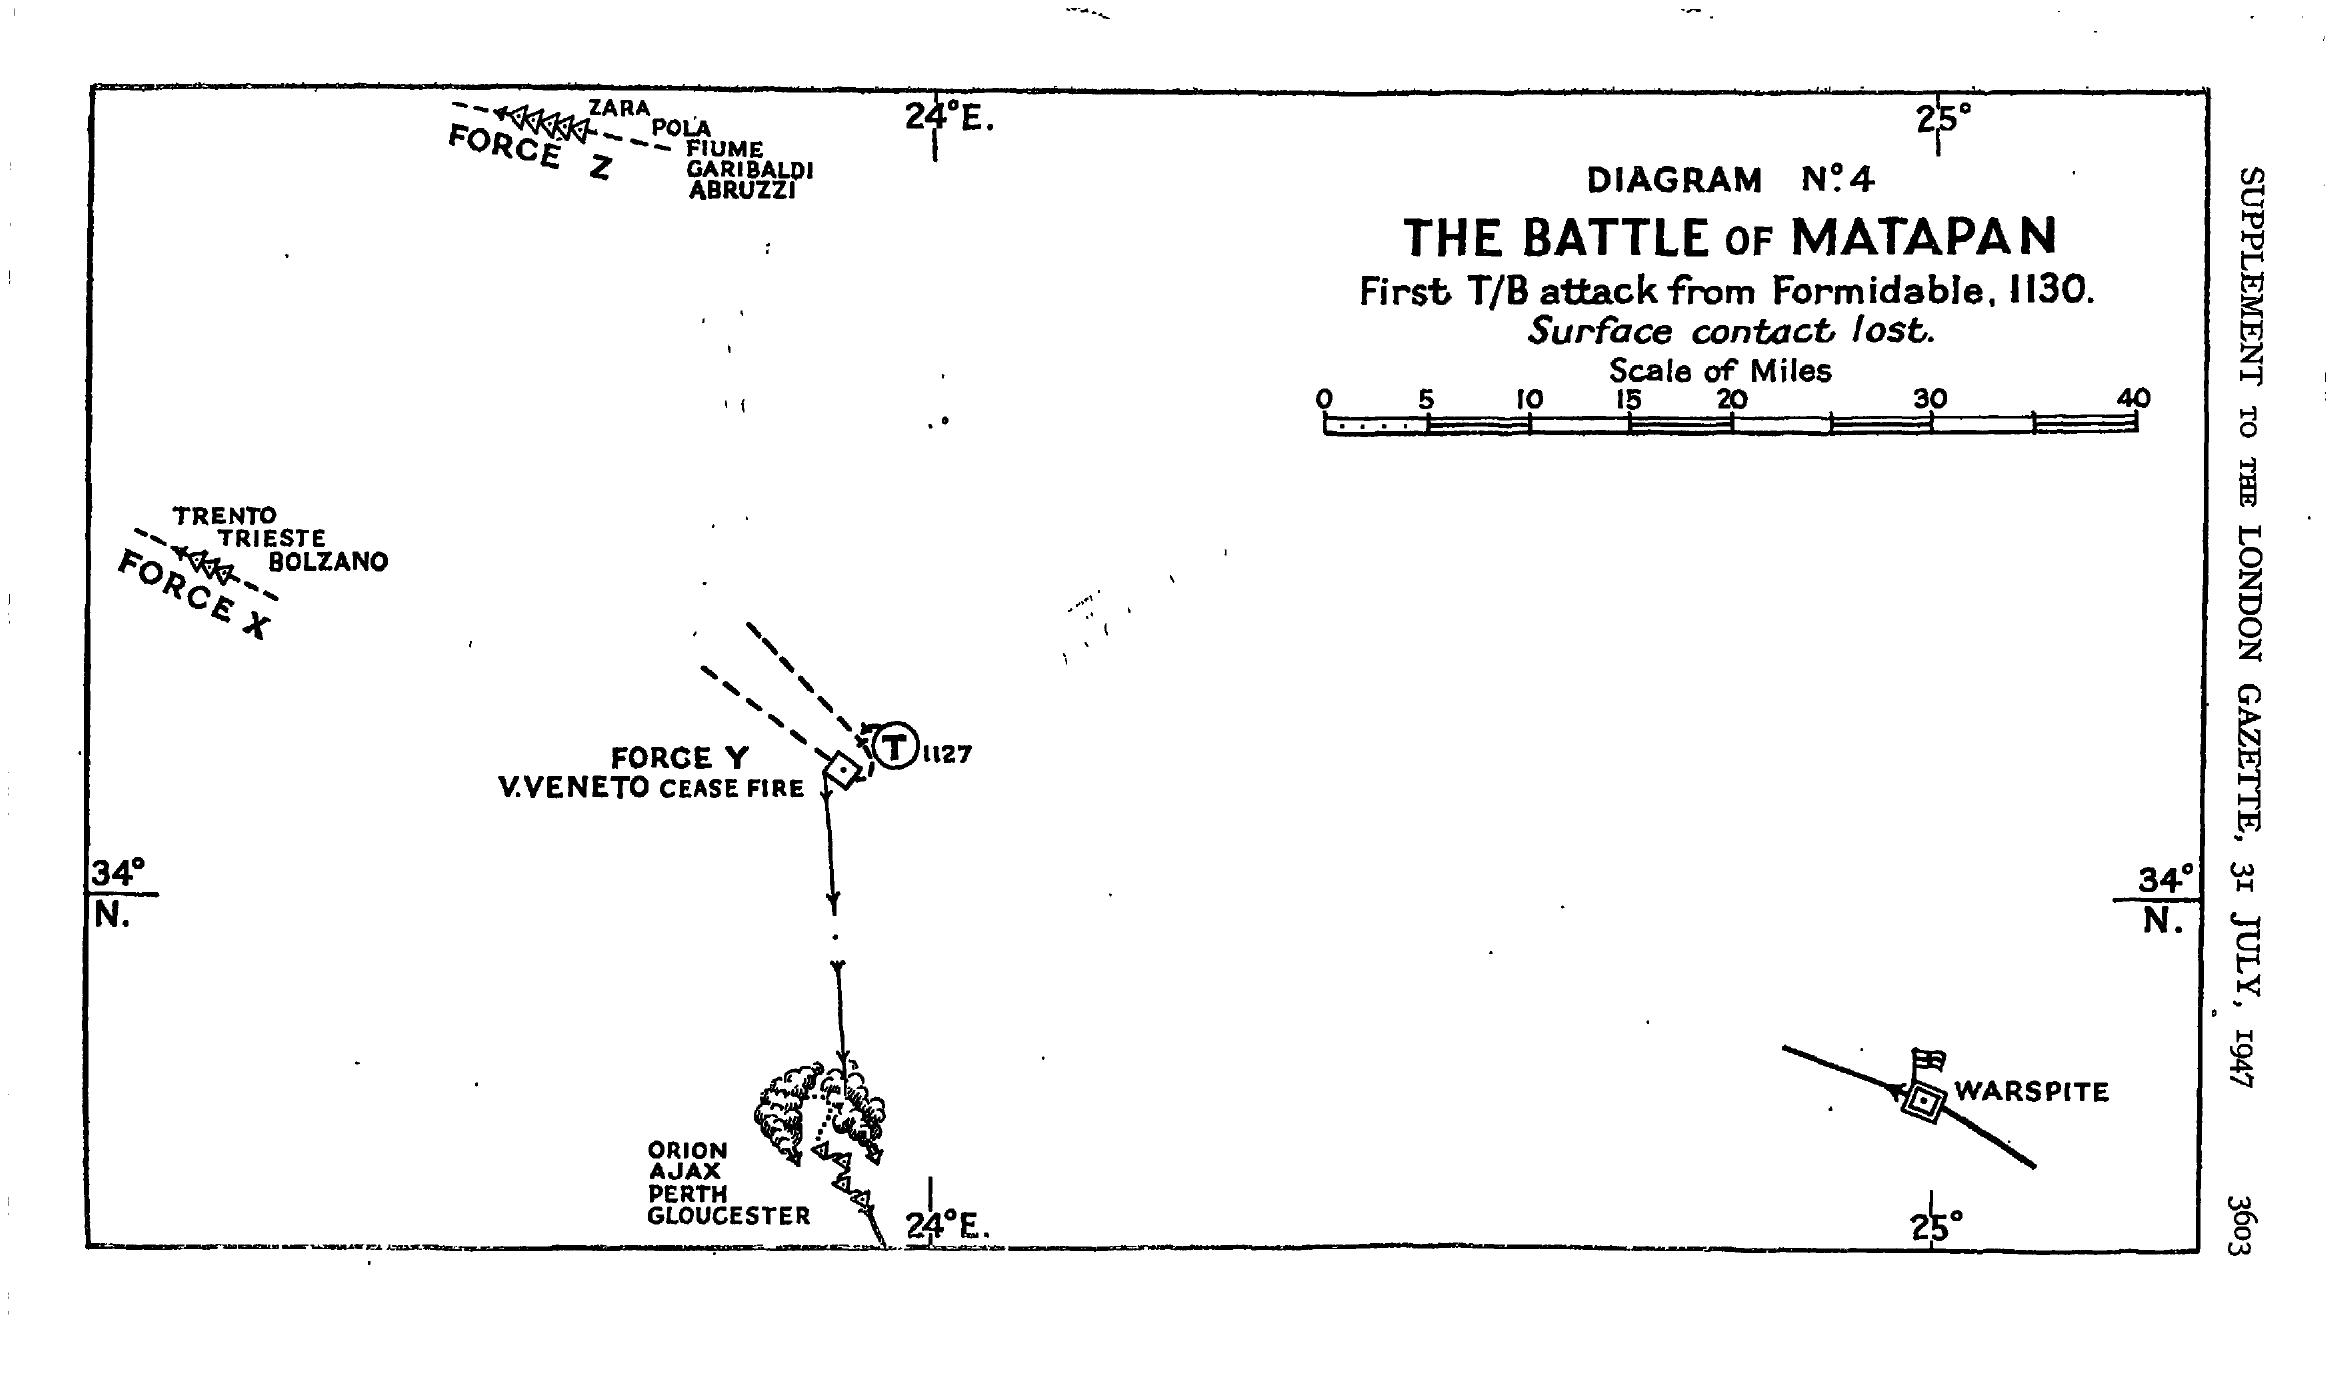 ZARA
POLA
FIUME
GARIBALDI
ABRUZZI
FORCE Z
24°E.
25°
DIAGRAM Nº. 4
THE BATTLE OF MATAPAN
First T/B attack from Formidable, 1130.
Surface contact lost.
Scale of Miles
0 5 10 15 20 30 40
TRENTO
TRIESTE
BOLZANO
FORCE X
T 1127
FORCE Y
V.VENETO CEASE FIRE
34°
N.
34°
N.
WARSPITE
ORION
AJAX
PERTH
GLOUCESTER
24°E.
25°
SUPPLEMENT TO THE LONDON GAZETTE, 31 JULY, 1947 3603